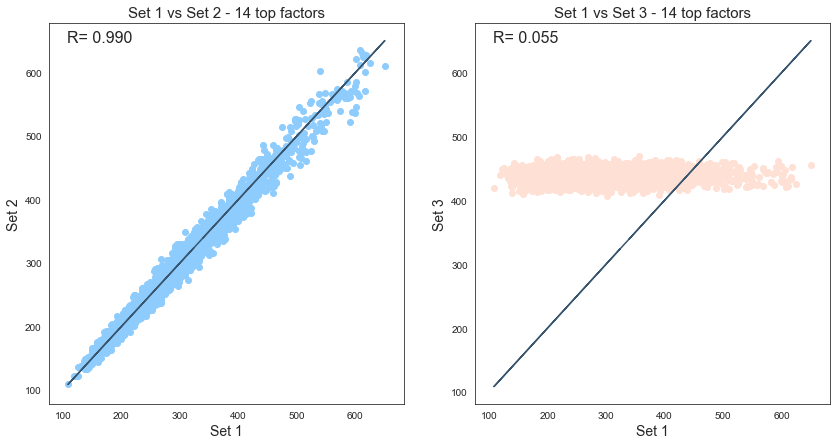 Set 1 vs Set 2 - 14 top factors
R= 0.990
600
500
400
300
200
100
Set 2
100 200 300 400 500 600
Set 1
Set 1 vs Set 3 - 14 top factors
R= 0.055
600
500
400
300
200
100
Set 3
100 200 300 400 500 600
Set 1